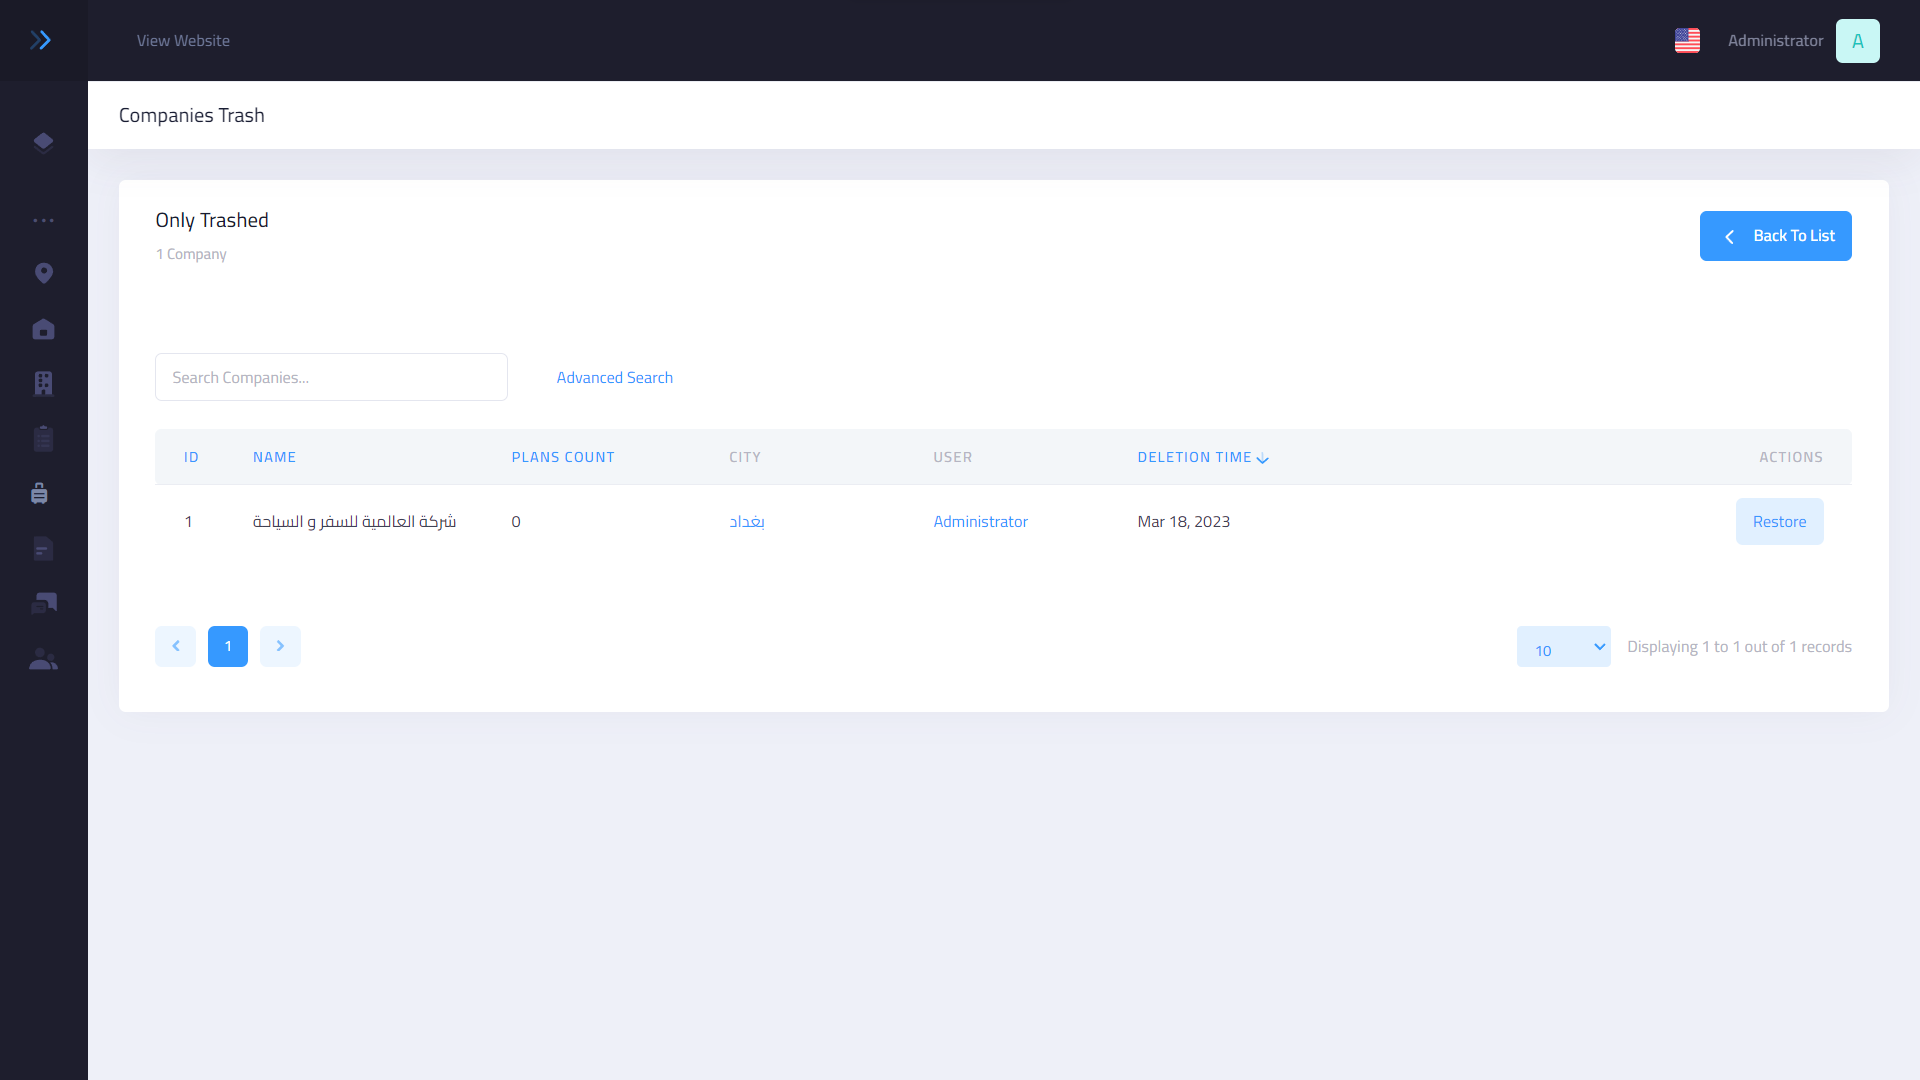 View Website
Administrator
A
Companies Trash
Only Trashed
1 Company
Back To List
Search Companies...
Advanced Search
ID NAME PLANS COUNT CITY USER DELETION TIME ACTIONS
1 شركة العالمية للسفر و السياحة 0 بغداد Administrator Mar 18, 2023 Restore
1
10
Displaying 1 to 1 out of 1 records